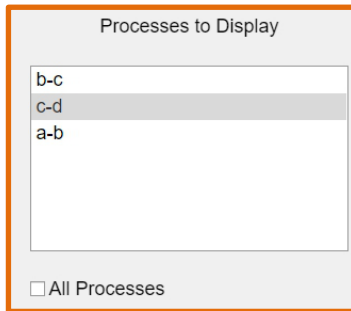 Processes to Display
b-c
c-d
a-b
All Processes